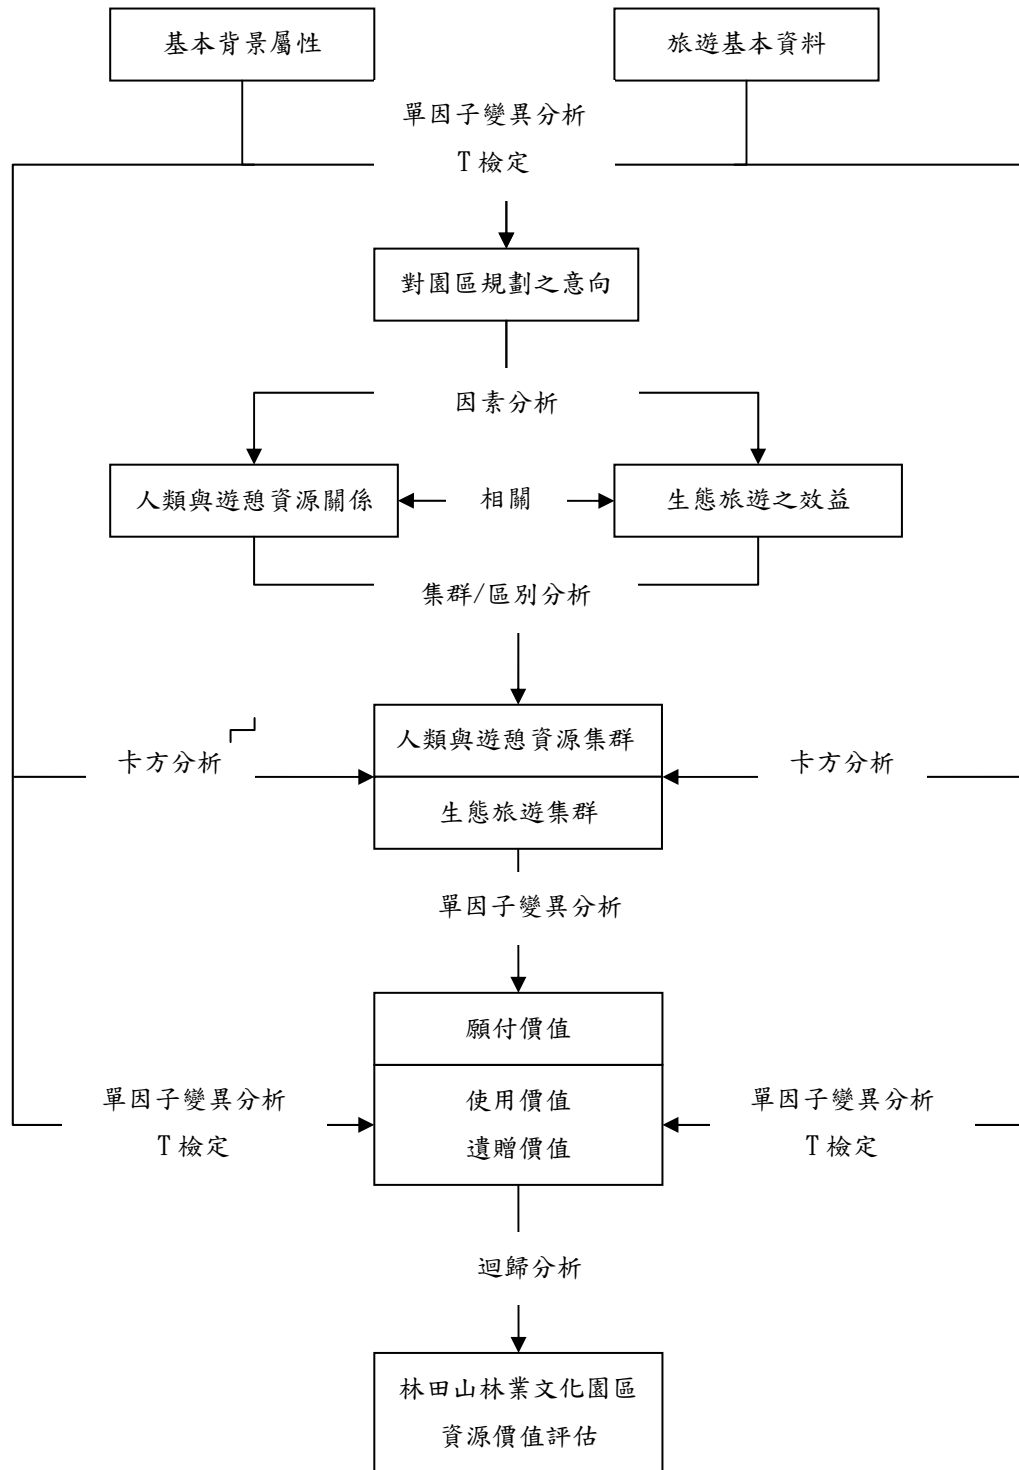 基本背景屬性
旅遊基本資料
單因子變異分析
T 檢定
對園區規劃之意向
因素分析
人類與遊憩資源關係
相關
生態旅遊之效益
集群/區別分析
人類與遊憩資源集群
卡方分析
卡方分析
生態旅遊集群
單因子變異分析
願付價值
單因子變異分析
T 檢定
使用價值
遺贈價值
單因子變異分析
T 檢定
迴歸分析
林田山林業文化園區
資源價值評估